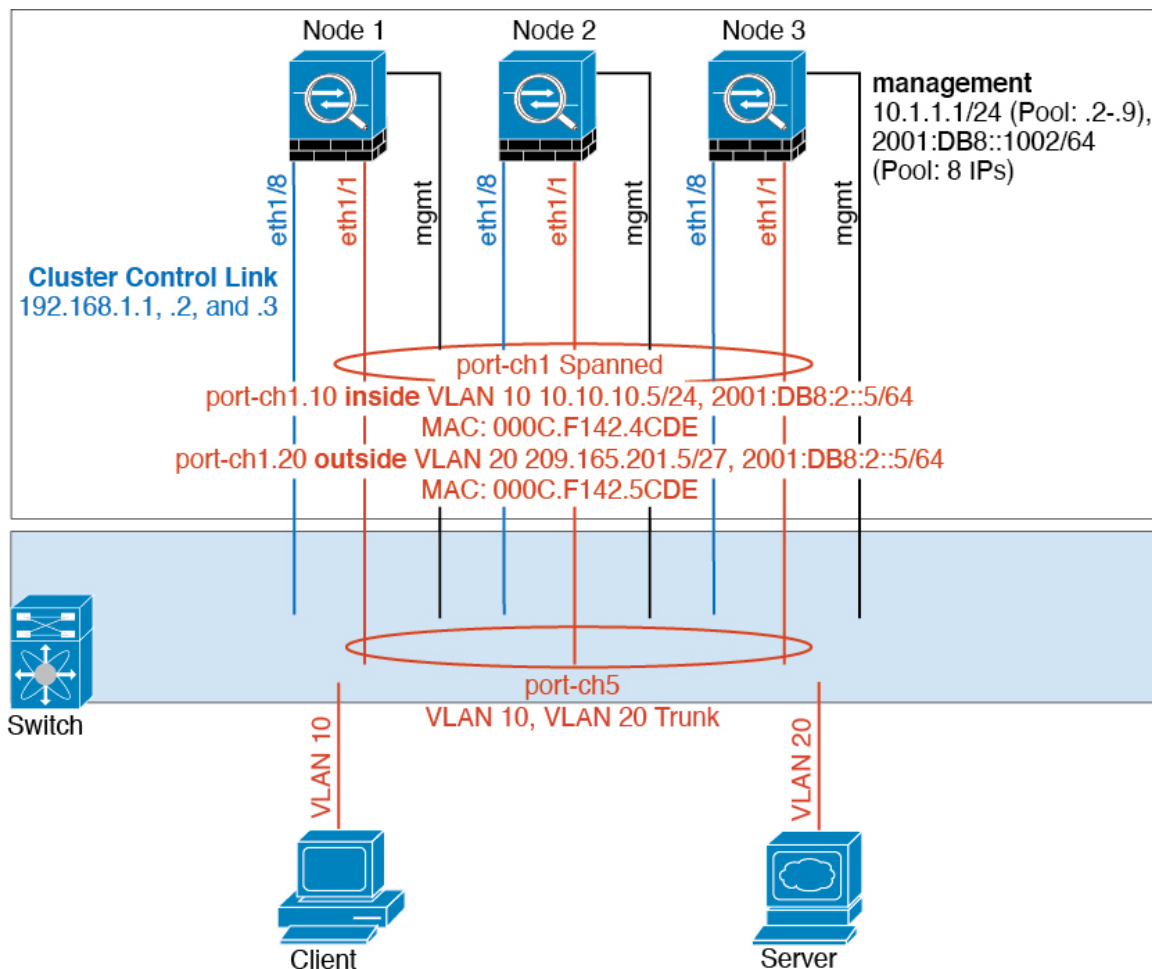 Node 1
Node 2
Node 3
management
10.1.1.1/24 (Pool: .2-.9),
2001:DB8::1002/64
(Pool: 8 IPs)
eth1/8
eth1/1
mgmt
eth1/8
eth1/1
mgmt
eth1/8
eth1/1
mgmt
Cluster Control Link
192.168.1.1, .2, and .3
port-ch1 Spanned
port-ch1.10 inside VLAN 10 10.10.10.5/24, 2001:DB8:2::5/64
MAC: 000C.F142.4CDE
port-ch1.20 outside VLAN 20 209.165.201.5/27, 2001:DB8:2::5/64
MAC: 000C.F142.5CDE
Switch
port-ch5
VLAN 10, VLAN 20 Trunk
VLAN 10
VLAN 20
Client
Server